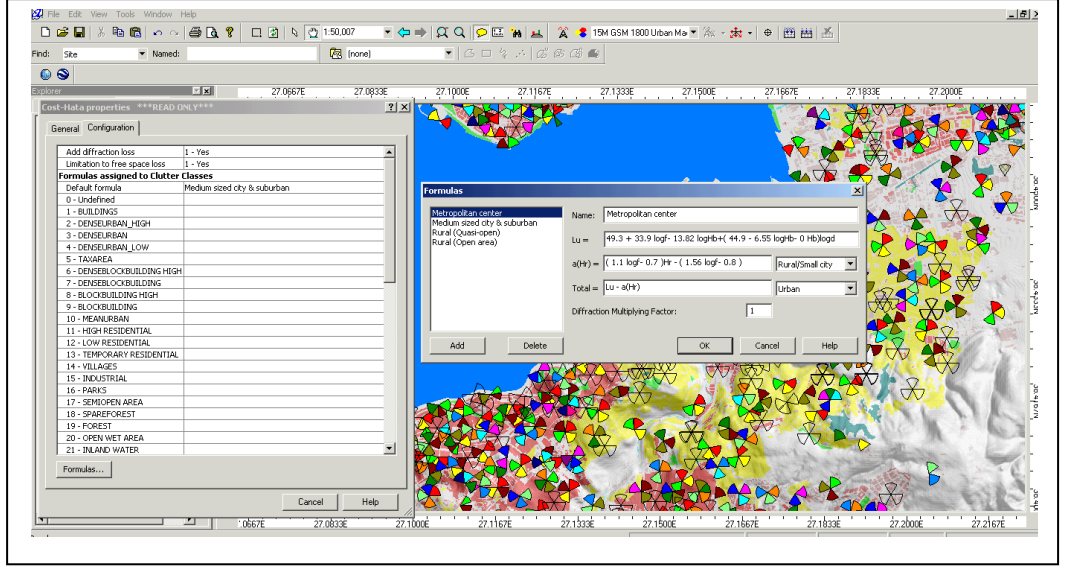 File Edit View Tools Window Help
1:50,007
15M GSM 1800 Urban Ma
Find: Site Named: (none)
Explorer
27.0667E 27.0833E 27.1000E 27.1167E 27.1333E 27.1500E 27.1667E 27.1833E 27.2000E
Cost-Hata properties ***READ ONLY***
General Configuration
Add diffraction loss 1 - Yes
Limitation to free space loss 1 - Yes
Formulas assigned to Clutter Classes
Default formula Medium sized city & suburban
0 - Undefined
1 - BUILDINGS
2 - DENSEURBAN_HIGH
3 - DENSEURBAN
4 - DENSEURBAN_LOW
5 - TAXAREA
6 - DENSEBLOCKBUILDING HIGH
7 - DENSEBLOCKBUILDING
8 - BLOCKBUILDING HIGH
9 - BLOCKBUILDING
10 - MEANURBAN
11 - HIGH RESIDENTIAL
12 - LOW RESIDENTIAL
13 - TEMPORARY RESIDENTIAL
14 - VILLAGES
15 - INDUSTRIAL
16 - PARKS
17 - SEMIOPEN AREA
18 - SPAREFOREST
19 - FOREST
20 - OPEN WET AREA
21 - INLAND WATER
Formulas...
Cancel Help
Formulas
Metropolitan center
Medium sized city & suburban
Rural (Quasi-open)
Rural (Open area)
Name: Metropolitan center
Lu = 49.3 + 33.9 logf- 13.82 logHb+( 44.9 - 6.55 logHb- 0 Hb)logd
a(Hr) = ( 1.1 logf- 0.7 )Hr - ( 1.56 logf- 0.8 ) Rural/Small city
Total = Lu - a(Hr) Urban
Diffraction Multiplying Factor: 1
Add Delete OK Cancel Help
:0667E 27.0833E 27.1000E 27.1167E 27.1333E 27.1500E 27.1667E 27.1833E 27.2000E 27.2167E